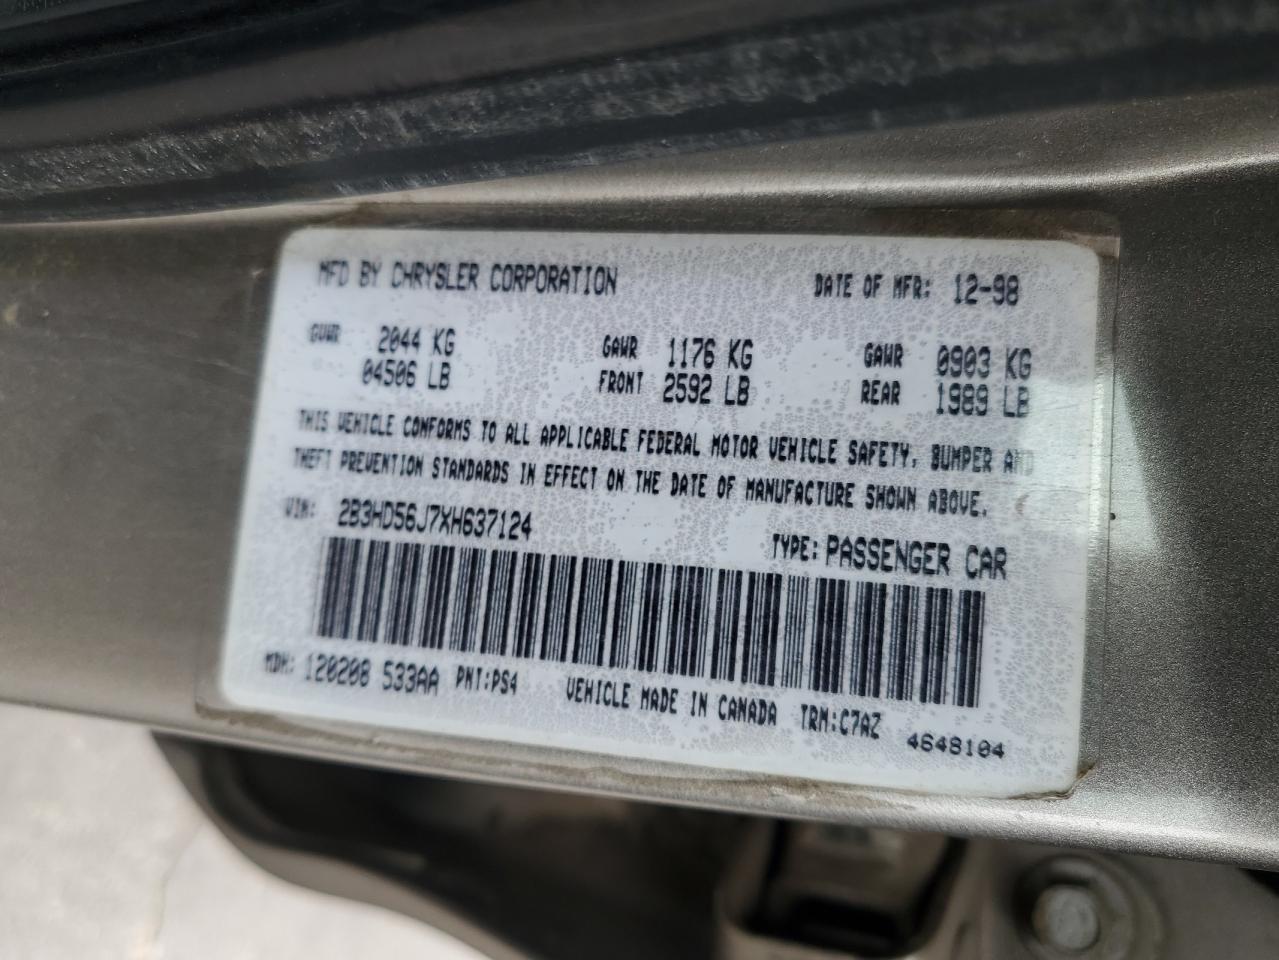 MFD BY CHRYSLER CORPORATION DATE OF MFR: 12-98
GVWR 2044 KG GAWR 1176 KG GAWR 0903 KG
04506 LB FRONT 2592 LB REAR 1989 LB
THIS VEHICLE CONFORMS TO ALL APPLICABLE FEDERAL MOTOR VEHICLE SAFETY, BUMPER AND
THEFT PREVENTION STANDARDS IN EFFECT ON THE DATE OF MANUFACTURE SHOWN ABOVE.
VIN: 2B3HD56J7XH637124 TYPE: PASSENGER CAR
MDH: 120208 533AA PNT:PS4 VEHICLE MADE IN CANADA TRM:C7AZ 4648104